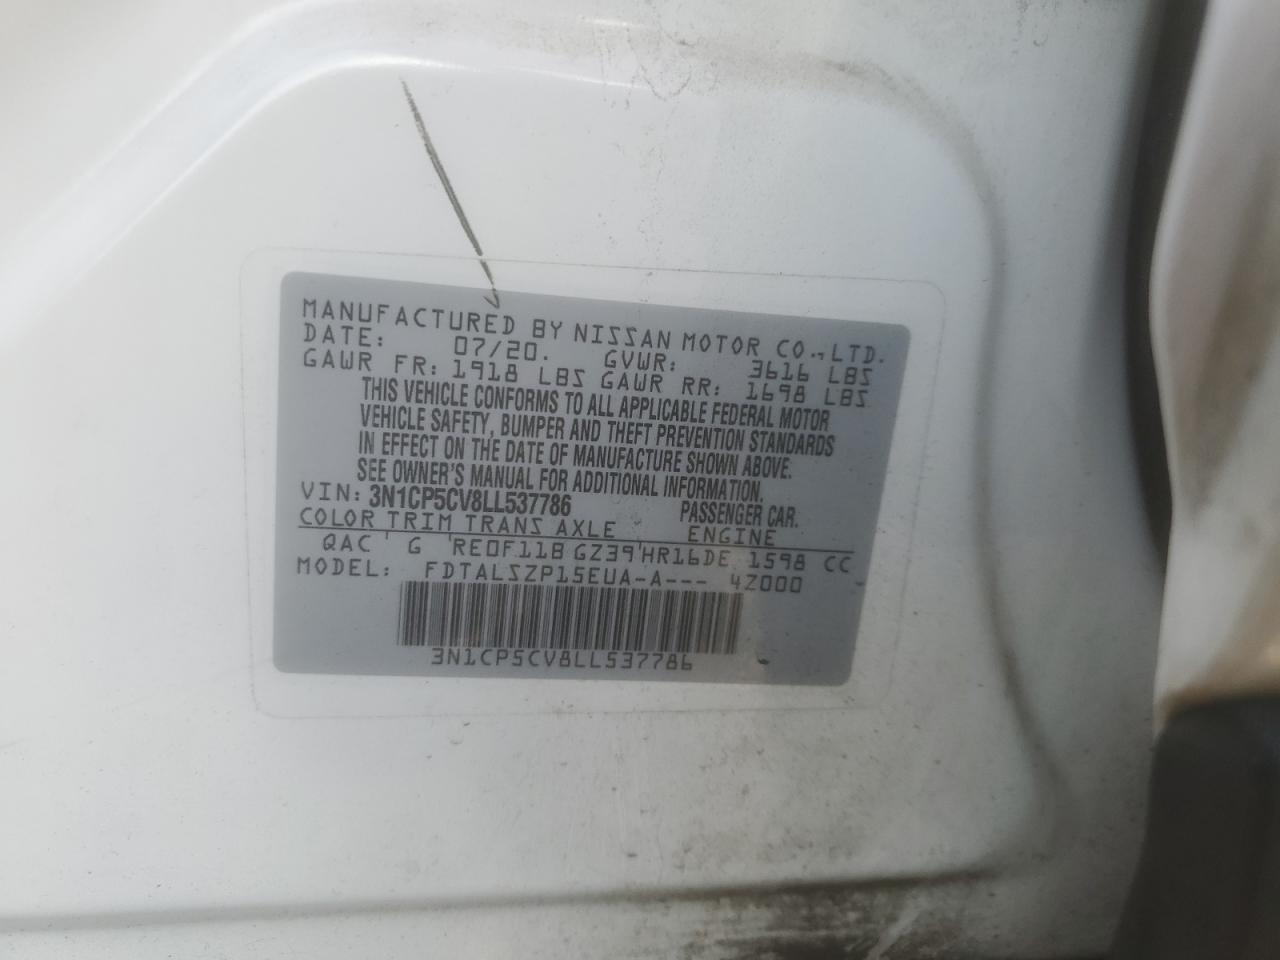 MANUFACTURED BY NISSAN MOTOR CO., LTD.
DATE: 07/20. GVWR: 3616 LBS
GAWR FR: 1918 LBS GAWR RR: 1698 LBS
THIS VEHICLE CONFORMS TO ALL APPLICABLE FEDERAL MOTOR
VEHICLE SAFETY, BUMPER AND THEFT PREVENTION STANDARDS
IN EFFECT ON THE DATE OF MANUFACTURE SHOWN ABOVE.
SEE OWNER'S MANUAL FOR ADDITIONAL INFORMATION.
VIN: 3N1CP5CV8LL537786 PASSENGER CAR.
COLOR TRIM TRANS AXLE ENGINE
QAC G RE0F11B GZ39 HR16DE 1598 CC
MODEL: FDTALSZP15EUA-A--- 4Z000
3N1CP5CV8LL537786